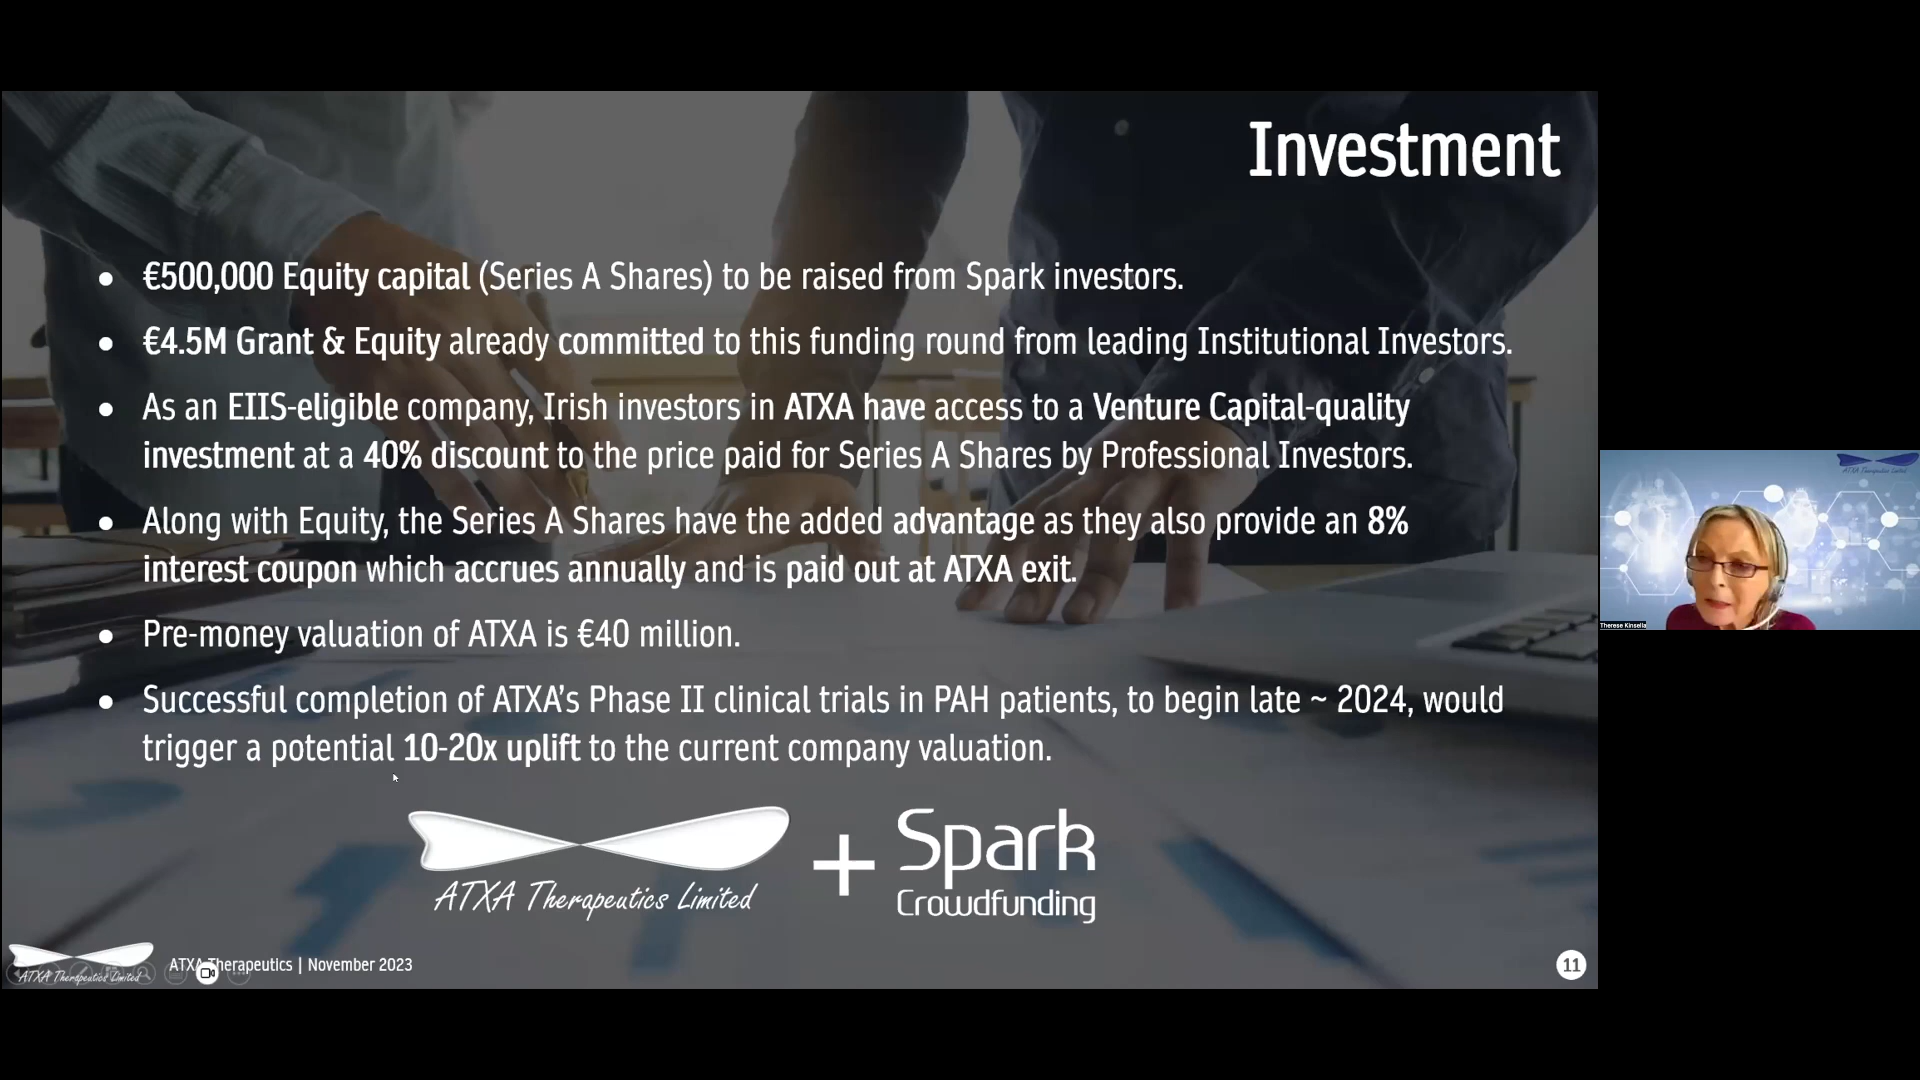 Investment
• €500,000 Equity capital (Series A Shares) to be raised from Spark investors.
• €4.5M Grant & Equity already committed to this funding round from leading Institutional Investors.
• As an EIIS-eligible company, Irish investors in ATXA have access to a Venture Capital-quality
investment at a 40% discount to the price paid for Series A Shares by Professional Investors.
• Along with Equity, the Series A Shares have the added advantage as they also provide an 8%
interest coupon which accrues annually and is paid out at ATXA exit.
• Pre-money valuation of ATXA is €40 million.
• Successful completion of ATXA’s Phase II clinical trials in PAH patients, to begin late ~ 2024, would
trigger a potential 10-20x uplift to the current company valuation.
ATXA Therapeutics Limited
+
Spark
Crowdfunding
ATXA Therapeutics Limited
ATXA Therapeutics | November 2023
11
ATXA Therapeutics Limited
Therese Kinsella